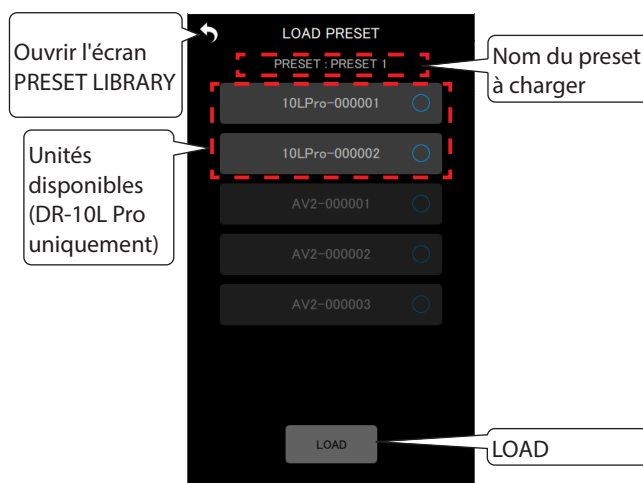 Ouvrir l'écran
PRESET LIBRARY
LOAD PRESET
PRESET : PRESET 1
Nom du preset
à charger
10LPro-000001
10LPro-000002
Unités
disponibles
(DR-10L Pro
uniquement)
AV2-000001
AV2-000002
AV2-000003
LOAD
LOAD